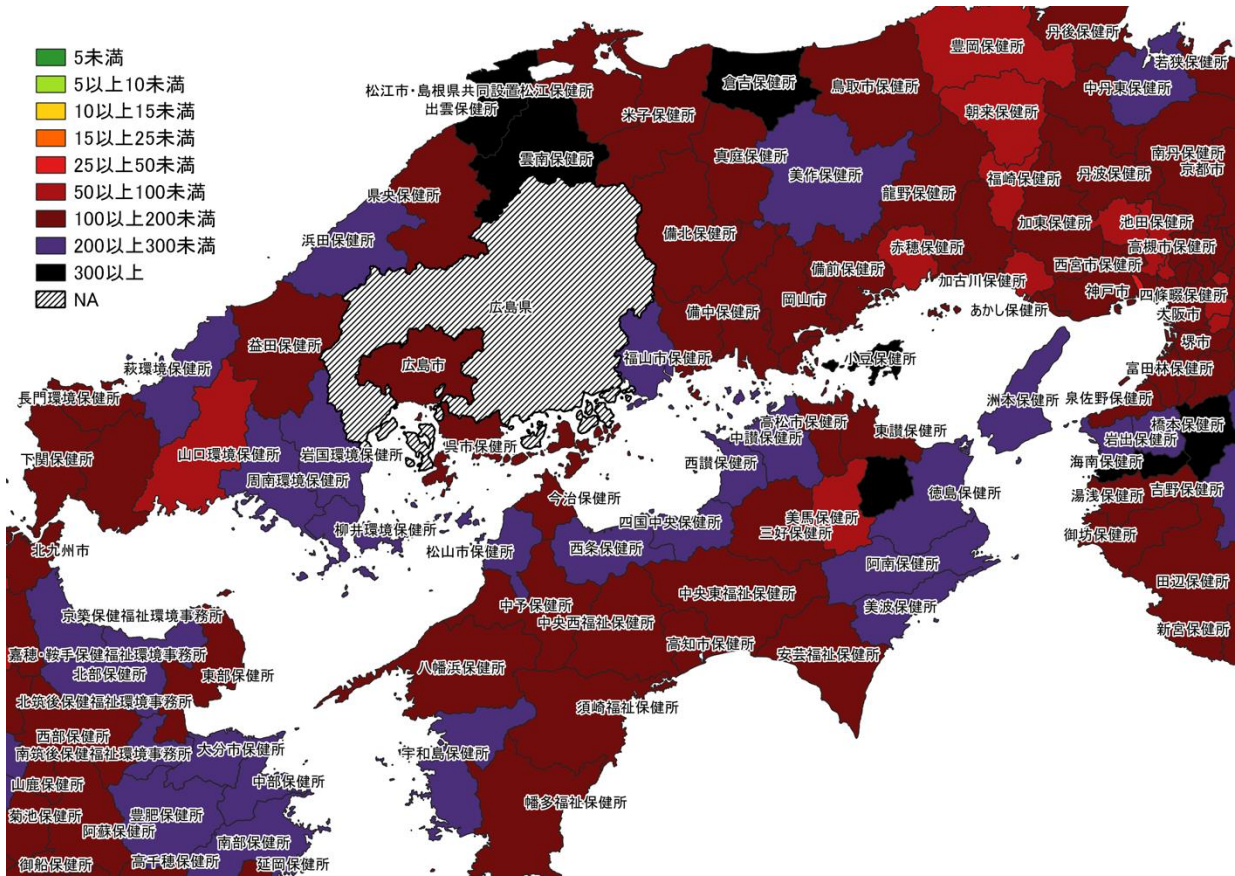 5未満
5以上10未満
10以上15未満
15以上25未満
25以上50未満
50以上100未満
100以上200未満
200以上300未満
300以上
NA
豊岡保健所
丹後保健所
若狭保健所
中丹東保健所
松江市・島根県共同設置松江保健所
出雲保健所
倉吉保健所
鳥取市保健所
米子保健所
朝来保健所
雲南保健所
真庭保健所
美作保健所
南丹保健所
京都市
福崎保健所
丹波保健所
県央保健所
龍野保健所
浜田保健所
備北保健所
加東保健所
池田保健所
赤穂保健所
高槻市保健所
備前保健所
西宮市保健所
加古川保健所
神戸市
四條畷保健所
広島県
岡山市
備中保健所
あかし保健所
大阪市
益田保健所
堺市
萩環境保健所
広島市
福山市保健所
小豆保健所
富田林保健所
長門環境保健所
洲本保健所
泉佐野保健所
高松市保健所
橋本保健所
中讃保健所
東讃保健所
岩出保健所
呉市保健所
下関保健所
山口環境保健所
岩国環境保健所
西讃保健所
海南保健所
周南環境保健所
吉野保健所
今治保健所
徳島保健所
湯浅保健所
美馬保健所
四国中央保健所
柳井環境保健所
三好保健所
御坊保健所
北九州市
松山市保健所
西条保健所
阿南保健所
田辺保健所
中央東福祉保健所
中予保健所
美波保健所
京築保健福祉環境事務所
中央西福祉保健所
新宮保健所
高知市保健所
嘉穂・鞍手保健福祉環境事務所
安芸福祉保健所
北部保健所
東部保健所
八幡浜保健所
北筑後保健福祉環境事務所
須崎福祉保健所
西部保健所
南筑後保健福祉環境事務所
大分市保健所
宇和島保健所
山鹿保健所
中部保健所
幡多福祉保健所
菊池保健所
豊肥保健所
阿蘇保健所
南部保健所
御船保健所
高千穂保健所
延岡保健所